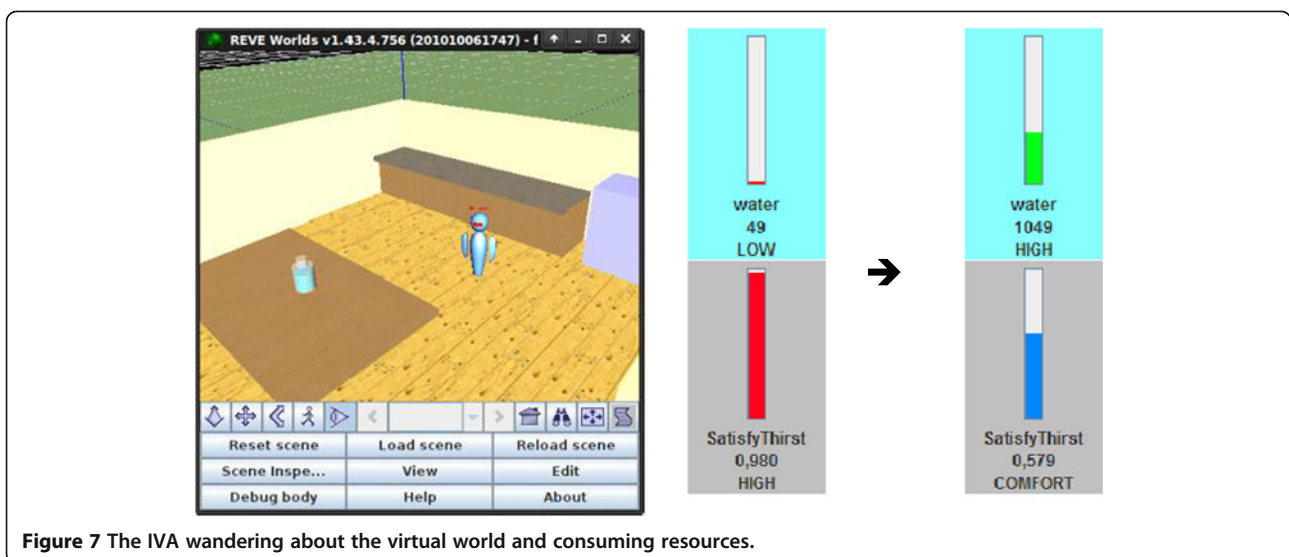 REVE Worlds v1.43.4.756 (201010061747) - f
Reset scene
Load scene
Reload scene
Scene Inspe...
View
Edit
Debug body
Help
About
water
49
LOW
SatisfyThirst
0,980
HIGH
water
1049
HIGH
SatisfyThirst
0,579
COMFORT
Figure 7 The IVA wandering about the virtual world and consuming resources.